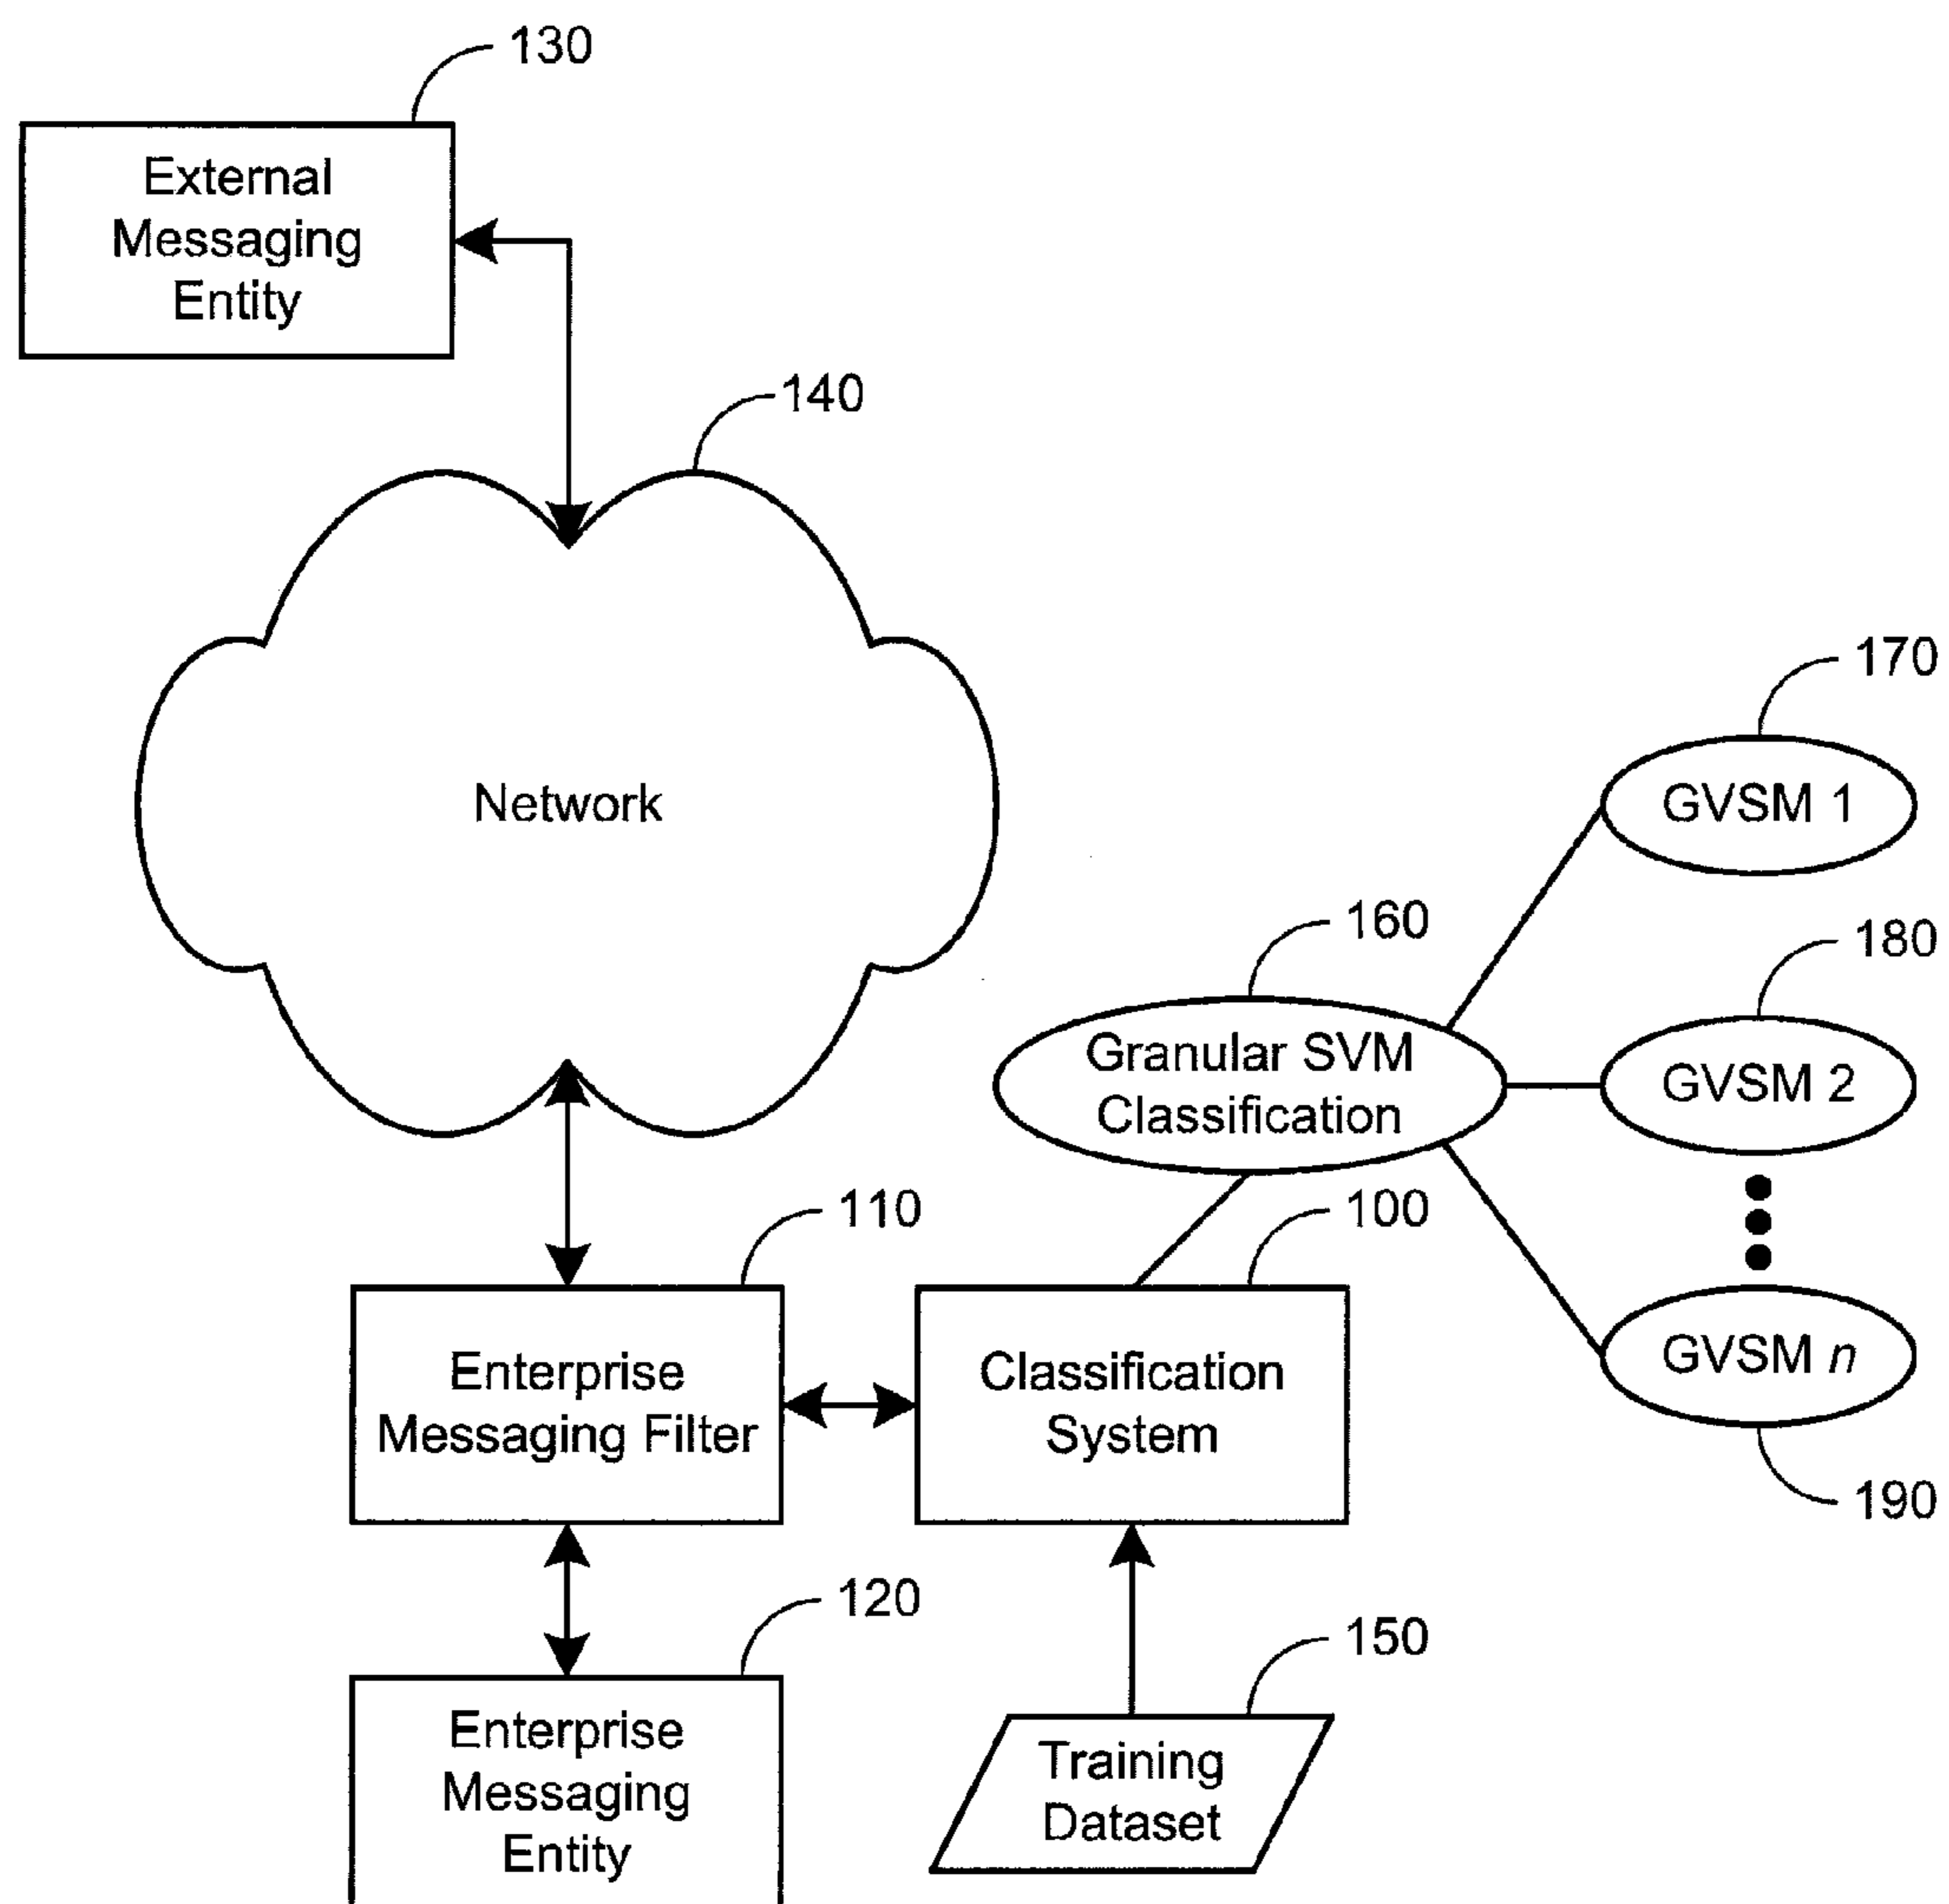 130
External
Messaging
Entity
140
Network
170
GVSM 1
160
180
Granular SVM
Classification
GVSM 2
110
100
Enterprise
Messaging Filter
Classification
System
GVSM n
190
120
150
Enterprise
Messaging
Entity
Training
Dataset